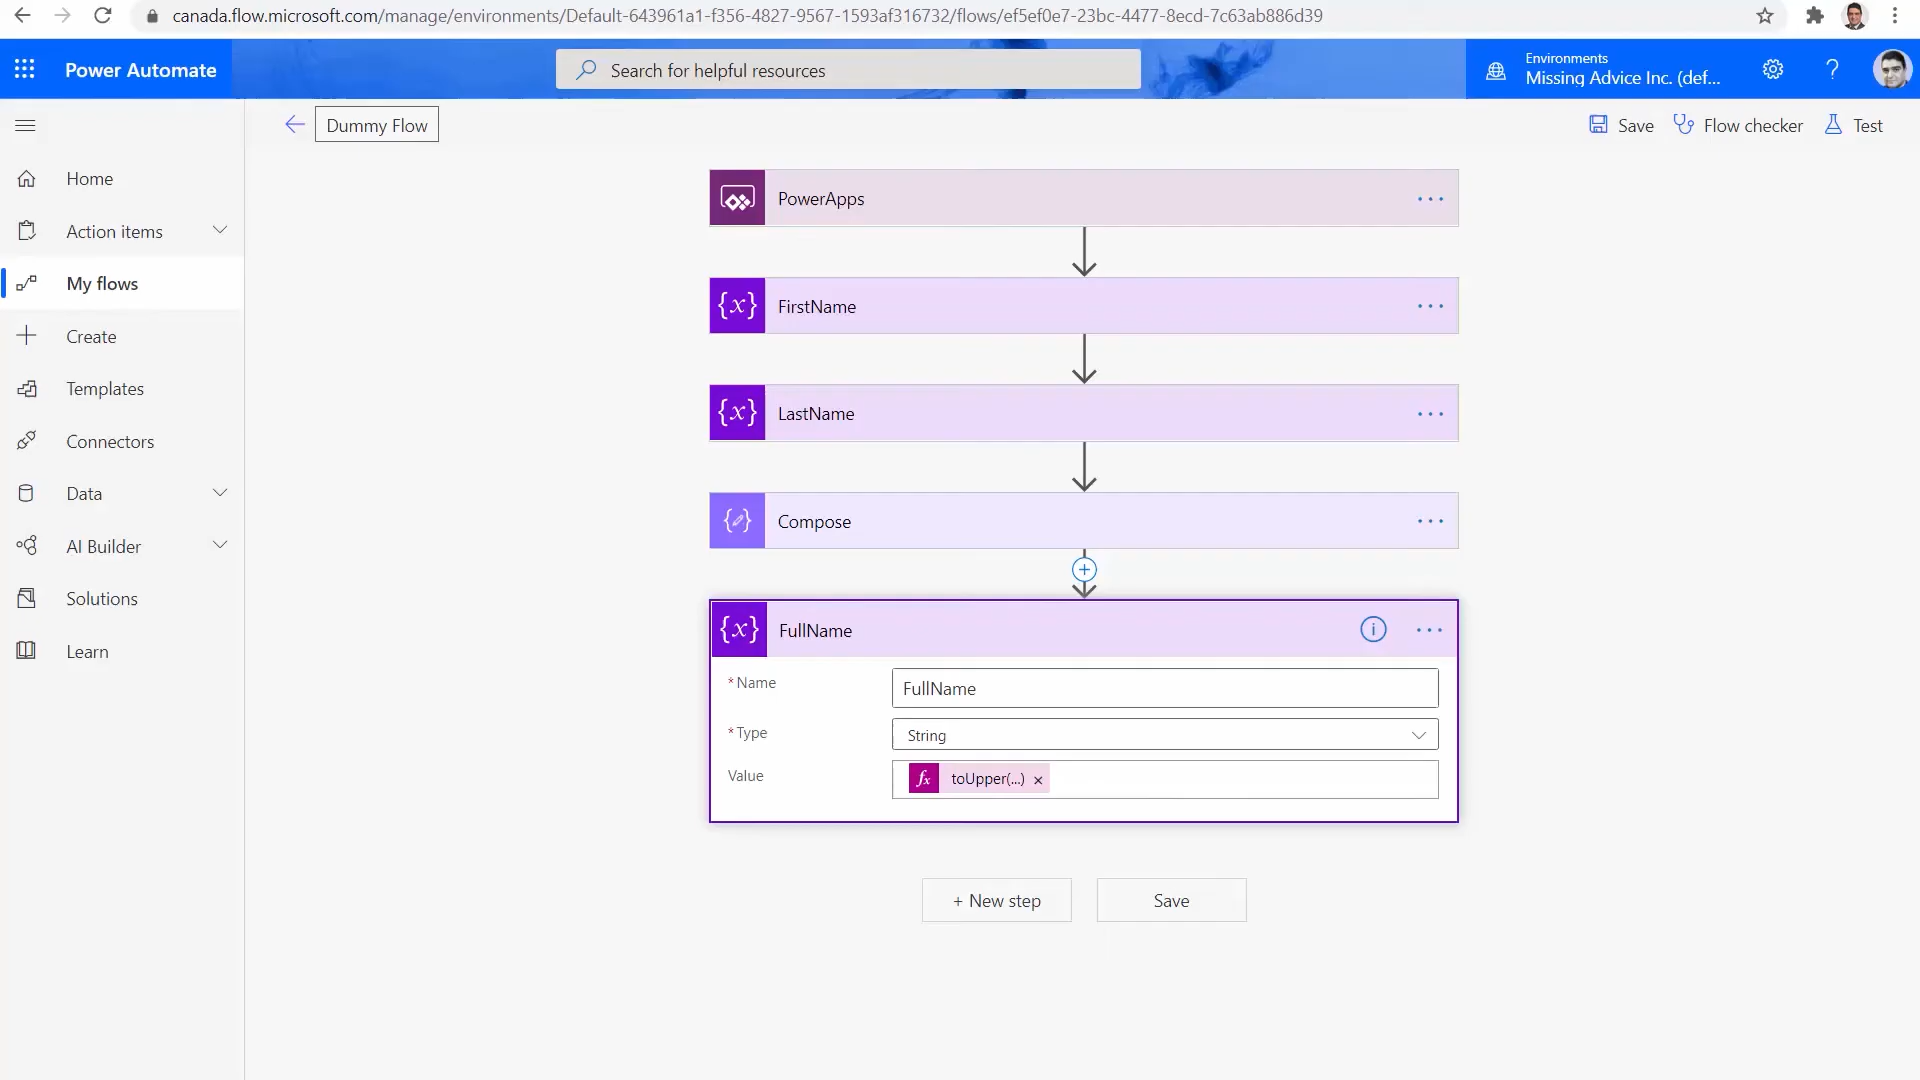 canada.flow.microsoft.com/manage/environments/Default-643961a1-f356-4827-9567-1593af316732/flows/ef5ef0e7-23bc-4477-8ecd-7c63ab886d39
Power Automate
Search for helpful resources
Environments
Missing Advice Inc. (def...
?
Dummy Flow
Save
Flow checker
Test
Home
Action items
My flows
Create
Templates
Connectors
Data
AI Builder
Solutions
Learn
PowerApps
{x} FirstName
{x} LastName
Compose
{x} FullName
* Name
FullName
* Type
String
Value
fx toUpper(...) ×
+ New step
Save